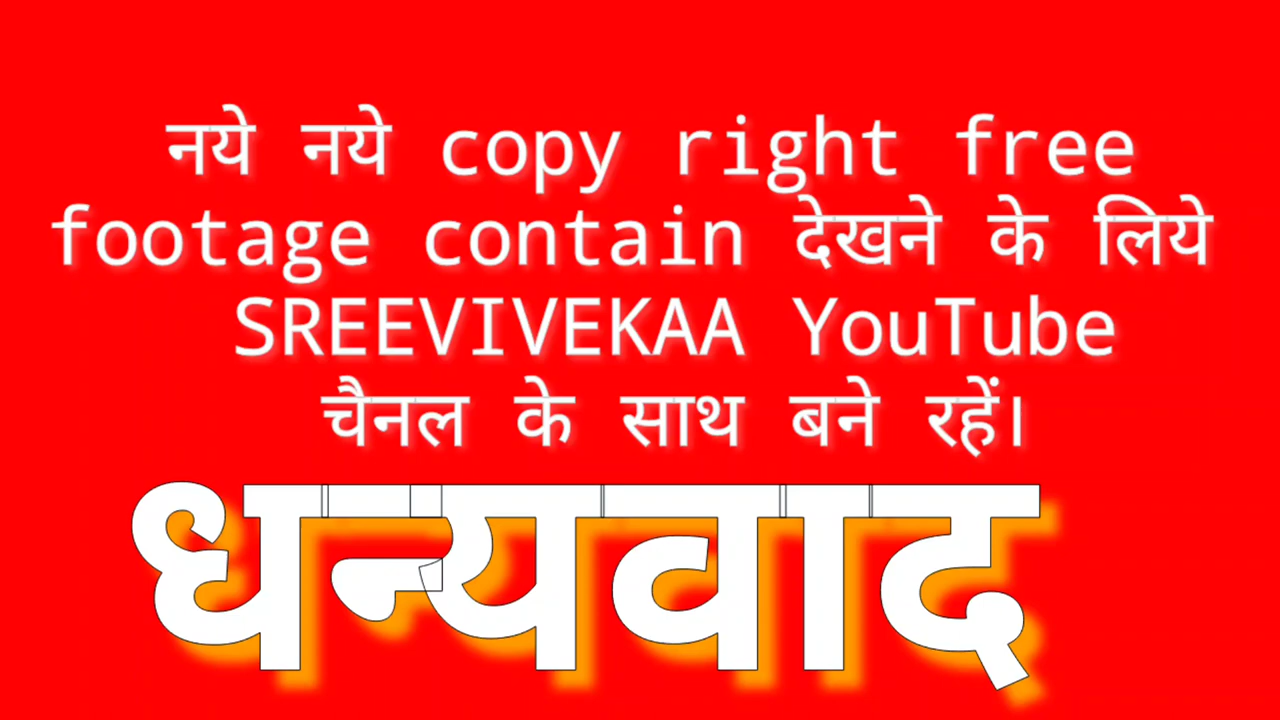 नये नये copy right free
footage contain देखने के लिये
SREEVIVEKAA YouTube
चैनल के साथ बने रहें।
धन्यवाद